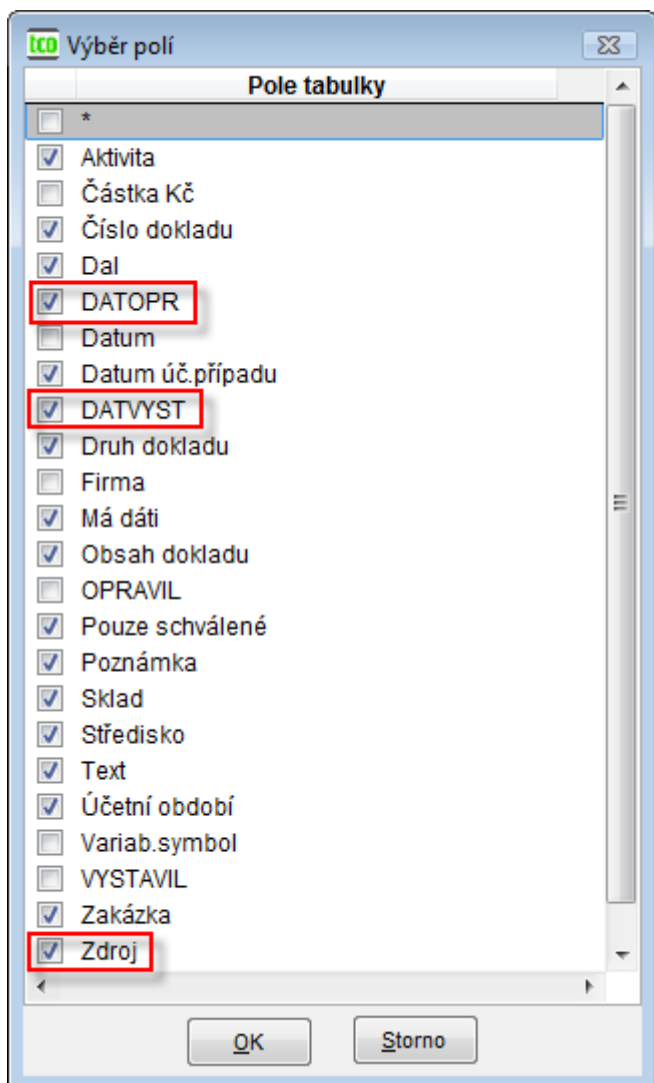 tco Výběr polí
Pole tabulky
*
Aktivita
Částka Kč
Číslo dokladu
Dal
DATOPR
Datum
Datum úč.případu
DATVYST
Druh dokladu
Firma
Má dáti
Obsah dokladu
OPRAVIL
Pouze schválené
Poznámka
Sklad
Středisko
Text
Účetní období
Variab.symbol
VYSTAVIL
Zakázka
Zdroj
OK Storno